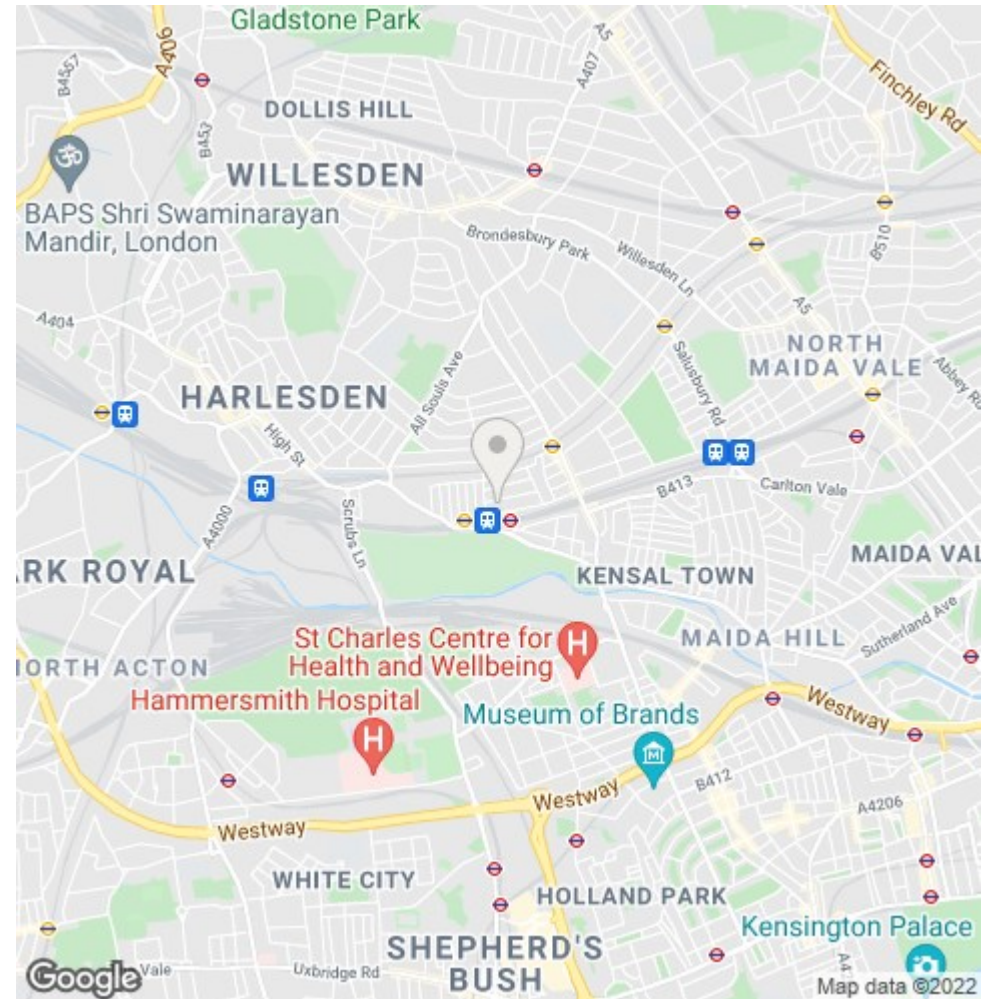 Gladstone Park
A5
A406
A407
B4557
Finchley Rd
DOLLIS HILL
B453
WILLESDEN
BAPS Shri Swaminarayan
Mandir, London
Brondesbury Park
Willesden Ln
B510
A404
A5
NORTH
MAIDA VALE
Salusbury Rd
Abbey Rd
All Souls Ave
HARLESDEN
High St
B413
Carlton Vale
Scrubs Ln
A4000
MAIDA VAL
ARK ROYAL
KENSAL TOWN
Sutherland Ave
MAIDA HILL
St Charles Centre for
Health and Wellbeing
NORTH ACTON
Hammersmith Hospital
Westway
Museum of Brands
B412
Westway
A4206
Westway
WHITE CITY
HOLLAND PARK
Kensington Palace
SHEPHERD'S
BUSH
Google
Vale
Uxbridge Rd
A4
Map data ©2022